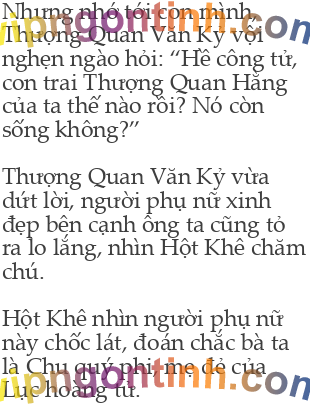 Nhưng nhớ tới con mình,
Thượng Quan Văn Kỷ vội
nghẹn ngào hỏi: “Hề công tử,
con trai Thượng Quan Hằng
của ta thế nào rồi? Nó còn
sống không?”
Thượng Quan Văn Kỷ vừa
dứt lời, người phụ nữ xinh
đẹp bên cạnh ông ta cũng tỏ
ra lo lắng, nhìn Hột Khê chăm
chú.
Hột Khê nhìn người phụ nữ
này chốc lát, đoán chắc bà ta
là Chu quý phi, mẹ đẻ của
Lục hoàng tử.
vipngontinh.com
vipngontinh.com